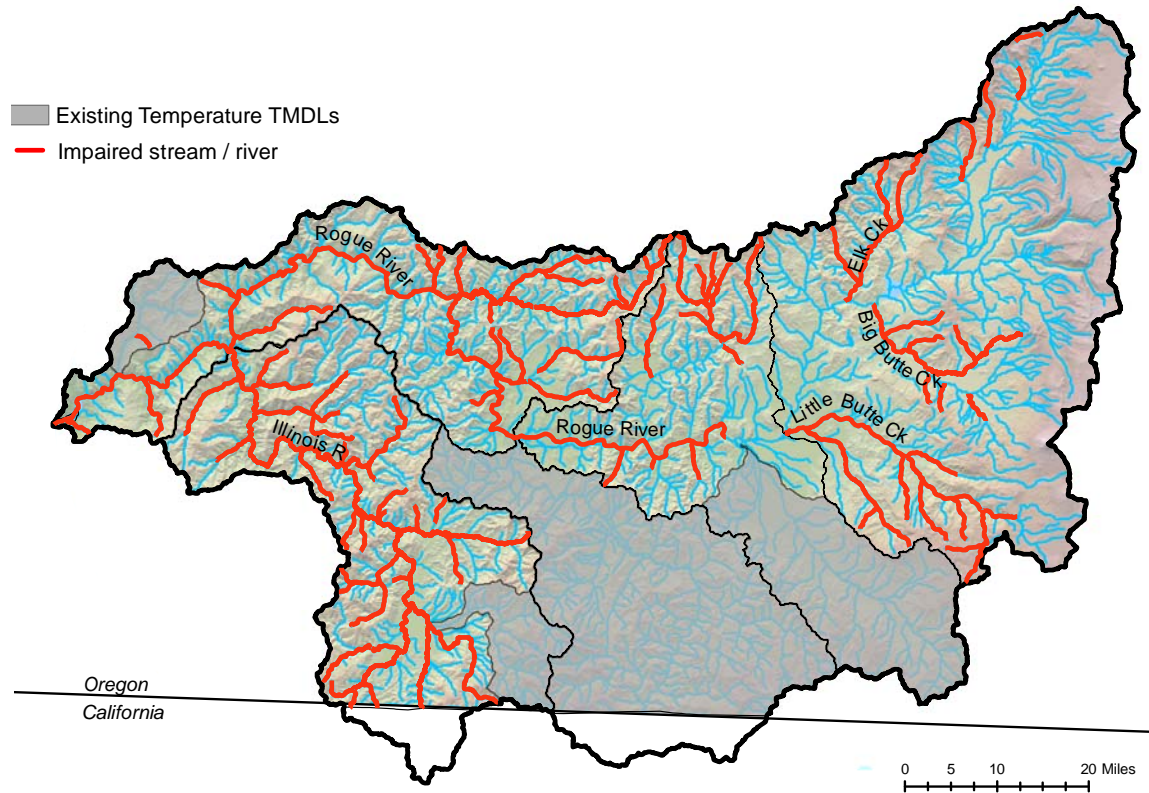 Existing Temperature TMDLs
Impaired stream / river
Rogue River
Elk Ck
Big Butte Ck
Little Butte Ck
Rogue River
Illinois R
Oregon
California
0 5 10 20 Miles